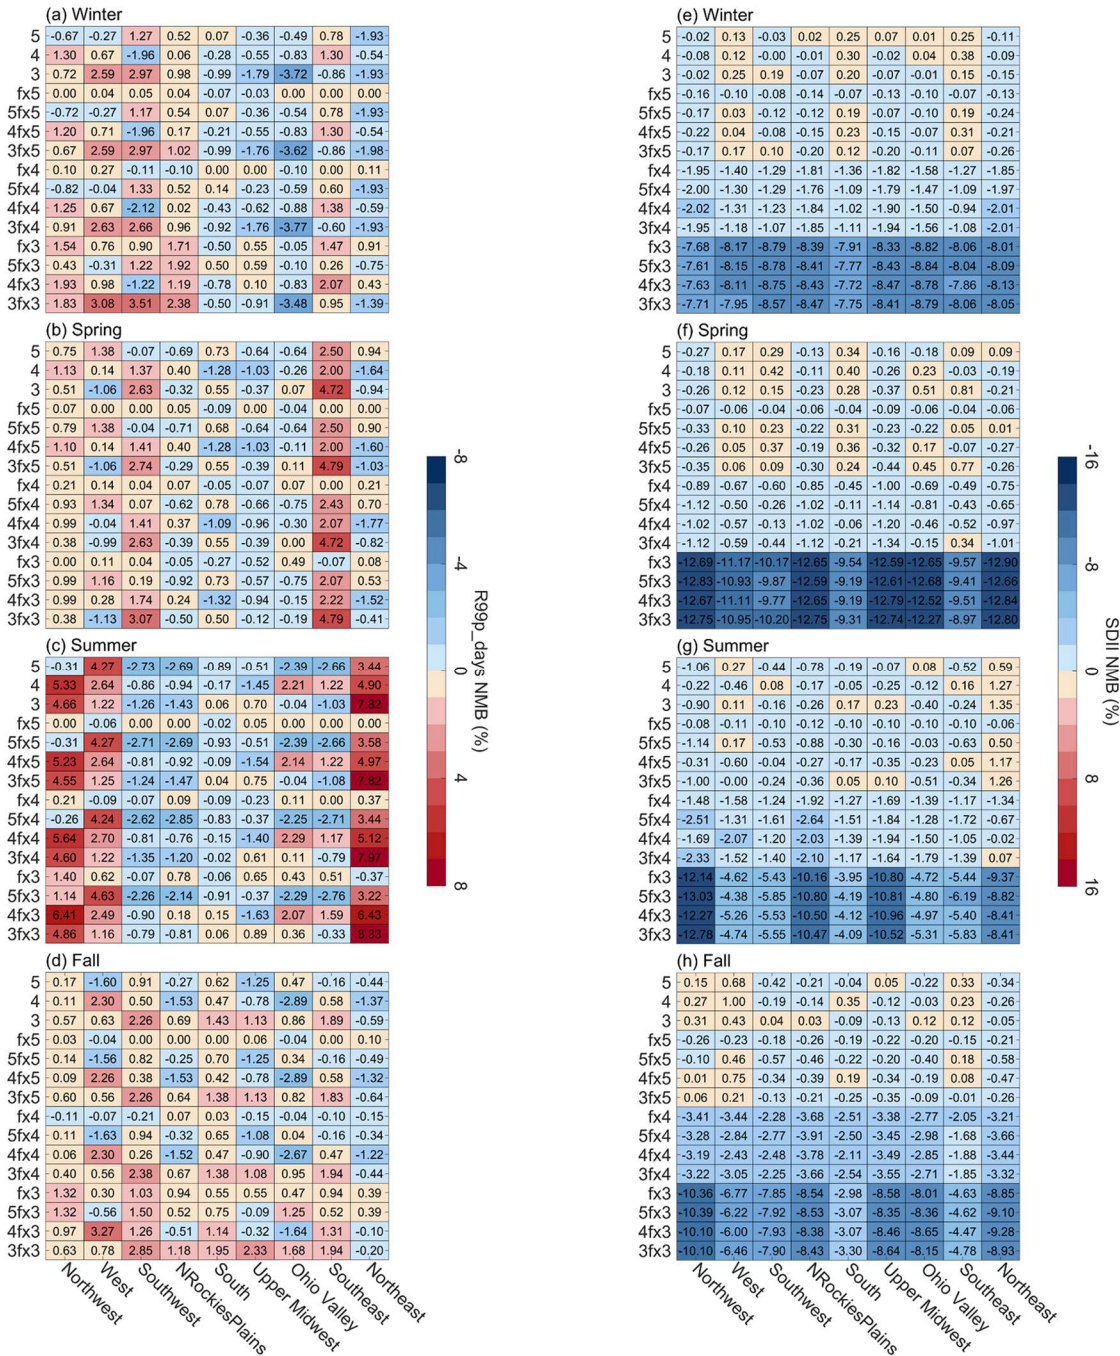 (a) Winter
5 -0.67 -0.27 1.27 0.52 0.07 -0.36 -0.49 0.78 -1.93
4 1.30 0.67 -1.96 0.06 -0.28 -0.55 -0.83 1.30 -0.54
3 0.72 2.59 2.97 0.98 -0.99 -1.79 -3.72 -0.86 -1.93
fx5 0.00 0.04 0.05 0.04 -0.07 -0.03 0.00 0.00 0.00
5fx5 -0.72 -0.27 1.17 0.54 0.07 -0.36 -0.54 0.78 -1.93
4fx5 1.20 0.71 -1.96 0.17 -0.21 -0.55 -0.83 1.30 -0.54
3fx5 0.67 2.59 2.97 1.02 -0.99 -1.76 -3.62 -0.86 -1.98
fx4 0.10 0.27 -0.11 -0.10 0.00 0.00 -0.10 0.00 0.11
5fx4 -0.82 -0.04 1.33 0.52 0.14 -0.23 -0.59 0.60 -1.93
4fx4 1.25 0.67 -2.12 0.02 -0.43 -0.62 -0.88 1.38 -0.59
3fx4 0.91 2.63 2.66 0.96 -0.92 -1.76 -3.77 -0.60 -1.93
fx3 1.54 0.76 0.90 1.71 -0.50 0.55 -0.05 1.47 0.91
5fx3 0.43 -0.31 1.22 1.92 0.50 0.59 -0.10 0.26 -0.75
4fx3 1.93 0.98 -1.22 1.19 -0.78 0.10 -0.83 2.07 0.43
3fx3 1.83 3.08 3.51 2.38 -0.50 -0.91 -3.48 0.95 -1.39
(b) Spring
5 0.75 1.38 -0.07 -0.69 0.73 -0.64 -0.64 2.50 0.94
4 1.13 0.14 1.37 0.40 -1.28 -1.03 -0.26 2.00 -1.64
3 0.51 -1.06 2.63 -0.32 0.55 -0.37 0.07 4.72 -0.94
fx5 0.07 0.00 0.00 0.05 -0.09 0.00 -0.04 0.00 0.00
5fx5 0.79 1.38 -0.04 -0.71 0.68 -0.64 -0.64 2.50 0.90
4fx5 1.10 0.14 1.41 0.40 -1.28 -1.03 -0.11 2.00 -1.60
3fx5 0.51 -1.06 2.74 -0.29 0.55 -0.39 0.11 4.79 -1.03
fx4 0.21 0.14 0.04 0.07 -0.05 -0.07 0.07 0.00 0.21
5fx4 0.93 1.34 0.07 -0.62 0.78 -0.66 -0.75 2.43 0.70
4fx4 0.99 -0.04 1.41 0.37 -1.09 -0.96 -0.30 2.07 -1.77
3fx4 0.38 -0.99 2.63 -0.39 0.55 -0.39 0.00 4.72 -0.82
fx3 0.00 0.11 0.04 -0.05 -0.27 -0.52 0.49 -0.07 0.08
5fx3 0.99 1.16 0.19 -0.92 0.73 -0.57 -0.75 2.07 0.53
4fx3 0.99 0.28 1.74 0.24 -1.32 -0.94 -0.15 2.22 -1.52
3fx3 0.38 -1.13 3.07 -0.50 0.50 -0.12 -0.19 4.79 -0.41
(c) Summer
5 -0.31 4.27 -2.73 -2.69 -0.89 -0.51 -2.39 -2.66 3.44
4 5.33 2.64 -0.86 -0.94 -0.17 -1.45 2.21 1.22 4.90
3 4.66 1.22 -1.26 -1.43 0.06 0.70 -0.04 -1.03 7.82
fx5 0.00 -0.06 0.00 0.00 -0.02 0.05 0.00 0.00 0.00
5fx5 -0.31 4.27 -2.71 -2.69 -0.93 -0.51 -2.39 -2.66 3.58
4fx5 5.23 2.64 -0.81 -0.92 -0.09 -1.54 2.14 1.22 4.97
3fx5 4.55 1.25 -1.24 -1.47 0.04 0.75 -0.04 -1.08 7.82
fx4 0.21 -0.09 -0.07 0.09 -0.09 -0.23 0.11 0.00 0.37
5fx4 -0.26 4.24 -2.62 -2.85 -0.83 -0.37 -2.25 -2.71 3.44
4fx4 5.64 2.70 -0.81 -0.76 -0.15 -1.40 2.29 1.17 5.12
3fx4 4.60 1.22 -1.35 -1.20 -0.02 0.61 0.11 -0.79 7.97
fx3 1.40 0.62 -0.07 0.78 -0.06 0.65 0.43 0.51 0.37
5fx3 1.14 4.63 -2.26 -2.14 -0.91 -0.37 -2.29 -2.76 3.22
4fx3 6.41 2.49 -0.90 0.18 0.15 -1.63 2.07 1.59 6.43
3fx3 4.86 1.16 -0.79 -0.81 0.06 0.89 0.36 -0.33 8.33
(d) Fall
5 0.17 -1.60 0.91 -0.27 0.62 -1.25 0.47 -0.16 -0.44
4 0.11 2.30 0.50 -1.53 0.47 -0.78 -2.89 0.58 -1.37
3 0.57 0.63 2.26 0.69 1.43 1.13 0.86 1.89 -0.59
fx5 0.03 -0.04 0.00 0.00 0.00 0.06 -0.04 0.00 0.10
5fx5 0.14 -1.56 0.82 -0.25 0.70 -1.25 0.34 -0.16 -0.49
4fx5 0.09 2.26 0.38 -1.53 0.42 -0.78 -2.89 0.58 -1.32
3fx5 0.60 0.56 2.26 0.64 1.38 1.13 0.82 1.83 -0.64
fx4 -0.11 -0.07 -0.21 0.07 0.03 -0.15 -0.04 -0.10 -0.15
5fx4 0.11 -1.63 0.94 -0.32 0.65 -1.08 0.04 -0.16 -0.34
4fx4 0.06 2.30 0.26 -1.52 0.47 -0.90 -2.67 0.47 -1.22
3fx4 0.40 0.56 2.38 0.67 1.38 1.08 0.95 1.94 -0.44
fx3 1.32 0.30 1.03 0.94 0.55 0.55 0.47 0.94 0.39
5fx3 1.32 -0.56 1.50 0.52 0.75 -0.09 1.25 0.52 0.39
4fx3 0.97 3.27 1.26 -0.51 1.14 -0.32 -1.64 1.31 -0.10
3fx3 0.63 0.78 2.85 1.18 1.95 2.33 1.68 1.94 -0.20
Northwest
West
Southwest
NRockiesPlains
South
Upper Midwest
Ohio Valley
Southeast
Northeast
-8
-4
0
4
8
R99p_days NMB (%)
(e) Winter
5 -0.02 0.13 -0.03 0.02 0.25 0.07 0.01 0.25 -0.11
4 -0.08 0.12 -0.00 -0.01 0.30 -0.02 0.04 0.38 -0.09
3 -0.02 0.25 0.19 -0.07 0.20 -0.07 -0.01 0.15 -0.15
fx5 -0.16 -0.10 -0.08 -0.14 -0.07 -0.13 -0.10 -0.07 -0.13
5fx5 -0.17 0.03 -0.12 -0.12 0.19 -0.07 -0.10 0.19 -0.24
4fx5 -0.22 0.04 -0.08 -0.15 0.23 -0.15 -0.07 0.31 -0.21
3fx5 -0.17 0.17 0.10 -0.20 0.12 -0.20 -0.11 0.07 -0.26
fx4 -1.95 -1.40 -1.29 -1.81 -1.36 -1.82 -1.58 -1.27 -1.85
5fx4 -2.00 -1.30 -1.29 -1.76 -1.09 -1.79 -1.47 -1.09 -1.97
4fx4 -2.02 -1.31 -1.23 -1.84 -1.02 -1.90 -1.50 -0.94 -2.01
3fx4 -1.95 -1.18 -1.07 -1.85 -1.11 -1.94 -1.56 -1.08 -2.01
fx3 -7.68 -8.17 -8.79 -8.39 -7.91 -8.33 -8.82 -8.06 -8.01
5fx3 -7.61 -8.15 -8.78 -8.41 -7.77 -8.43 -8.84 -8.04 -8.09
4fx3 -7.63 -8.11 -8.75 -8.43 -7.72 -8.47 -8.78 -7.86 -8.13
3fx3 -7.71 -7.95 -8.57 -8.47 -7.75 -8.41 -8.79 -8.06 -8.05
(f) Spring
5 -0.27 0.17 0.29 -0.13 0.34 -0.16 -0.18 0.09 0.09
4 -0.18 0.11 0.42 -0.11 0.40 -0.26 0.23 -0.03 -0.19
3 -0.26 0.12 0.15 -0.23 0.28 -0.37 0.51 0.81 -0.21
fx5 -0.07 -0.06 -0.04 -0.06 -0.04 -0.09 -0.06 -0.04 -0.06
5fx5 -0.33 0.10 0.23 -0.22 0.31 -0.23 -0.22 0.05 0.01
4fx5 -0.26 0.05 0.37 -0.19 0.36 -0.32 0.17 -0.07 -0.27
3fx5 -0.35 0.06 0.09 -0.30 0.24 -0.44 0.45 0.77 -0.26
fx4 -0.89 -0.67 -0.60 -0.85 -0.45 -1.00 -0.69 -0.49 -0.75
5fx4 -1.12 -0.50 -0.26 -1.02 -0.11 -1.14 -0.81 -0.43 -0.65
4fx4 -1.02 -0.57 -0.13 -1.02 -0.06 -1.20 -0.46 -0.52 -0.97
3fx4 -1.12 -0.59 -0.44 -1.12 -0.21 -1.34 -0.15 0.34 -1.01
fx3 -12.69 -11.17 -10.17 -12.65 -9.54 -12.59 -12.65 -9.57 -12.90
5fx3 -12.83 -10.93 -9.87 -12.59 -9.19 -12.61 -12.68 -9.41 -12.66
4fx3 -12.67 -11.11 -9.77 -12.65 -9.19 -12.79 -12.52 -9.51 -12.84
3fx3 -12.75 -10.95 -10.20 -12.75 -9.31 -12.74 -12.27 -8.97 -12.80
(g) Summer
5 -1.06 0.27 -0.44 -0.78 -0.19 -0.07 0.08 -0.52 0.59
4 -0.22 -0.46 0.08 -0.17 -0.05 -0.25 -0.12 0.16 1.27
3 -0.90 0.11 -0.16 -0.26 0.17 0.23 -0.42 -0.24 1.35
fx5 -0.08 -0.11 -0.10 -0.12 -0.10 -0.10 -0.10 -0.10 -0.06
5fx5 -1.14 0.17 -0.53 -0.88 -0.30 -0.16 -0.03 -0.63 0.50
4fx5 -0.31 -0.60 -0.04 -0.27 -0.15 -0.34 -0.24 0.05 1.17
3fx5 -1.00 -0.00 -0.24 -0.36 0.05 0.10 -0.51 -0.34 1.26
fx4 -1.48 -1.58 -1.24 -1.92 -1.27 -1.69 -1.39 -1.17 -1.34
5fx4 -2.51 -1.31 -1.61 -2.64 -1.51 -1.84 -1.28 -1.72 -0.67
4fx4 -1.69 -2.07 -1.20 -2.03 -1.39 -1.94 -1.50 -1.05 -0.02
3fx4 -2.33 -1.52 -1.40 -2.10 -1.17 -1.64 -1.79 -1.39 0.07
fx3 -12.14 -4.62 -5.43 -10.16 -3.95 -10.80 -4.72 -5.44 -9.37
5fx3 -13.03 -4.38 -5.85 -10.80 -4.19 -10.81 -4.80 -6.19 -8.82
4fx3 -12.27 -5.26 -5.53 -10.50 -4.12 -10.96 -4.97 -5.40 -8.41
3fx3 -12.78 -4.74 -5.55 -10.47 -4.09 -10.52 -5.31 -5.83 -8.41
(h) Fall
5 0.15 0.68 -0.42 -0.21 -0.04 0.05 -0.22 0.33 -0.34
4 0.27 1.00 -0.19 -0.14 0.35 -0.12 -0.03 0.23 -0.26
3 0.31 0.43 0.04 0.03 -0.09 -0.13 0.12 0.12 -0.05
fx5 -0.26 -0.23 -0.18 -0.26 -0.19 -0.22 -0.20 -0.15 -0.21
5fx5 -0.10 0.46 -0.57 -0.46 -0.22 -0.20 -0.40 0.18 -0.58
4fx5 0.01 0.75 -0.34 -0.39 0.19 -0.34 -0.19 0.08 -0.47
3fx5 0.06 0.21 -0.13 -0.21 -0.25 -0.35 -0.09 -0.01 -0.26
fx4 -3.41 -3.44 -2.28 -3.68 -2.51 -3.38 -2.77 -2.05 -3.21
5fx4 -3.28 -2.84 -2.77 -3.91 -2.50 -3.45 -2.98 -1.68 -3.66
4fx4 -3.19 -2.43 -2.48 -3.78 -2.11 -3.49 -2.85 -1.88 -3.44
3fx4 -3.22 -3.05 -2.25 -3.66 -2.54 -3.55 -2.71 -1.85 -3.32
fx3 -10.36 -6.77 -7.85 -8.54 -2.98 -8.58 -8.01 -4.63 -8.85
5fx3 -10.39 -6.22 -7.92 -8.53 -3.07 -8.35 -8.36 -4.62 -9.10
4fx3 -10.10 -6.00 -7.93 -8.38 -3.07 -8.46 -8.65 -4.47 -9.28
3fx3 -10.10 -6.46 -7.90 -8.43 -3.30 -8.64 -8.15 -4.78 -8.93
Northwest
West
Southwest
NRockiesPlains
South
Upper Midwest
Ohio Valley
Southeast
Northeast
-16
-8
0
8
16
SDII NMB (%)